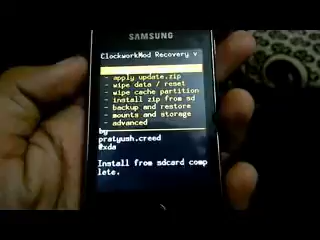 SAMSUNG
ClockworkMod Recovery v
- apply update.zip
- wipe data / reset
- wipe cache partition
- install zip from sd
- backup and restore
- mounts and storage
- advanced
by
pratyush.creed
@xda
Install from sdcard comp
lete.